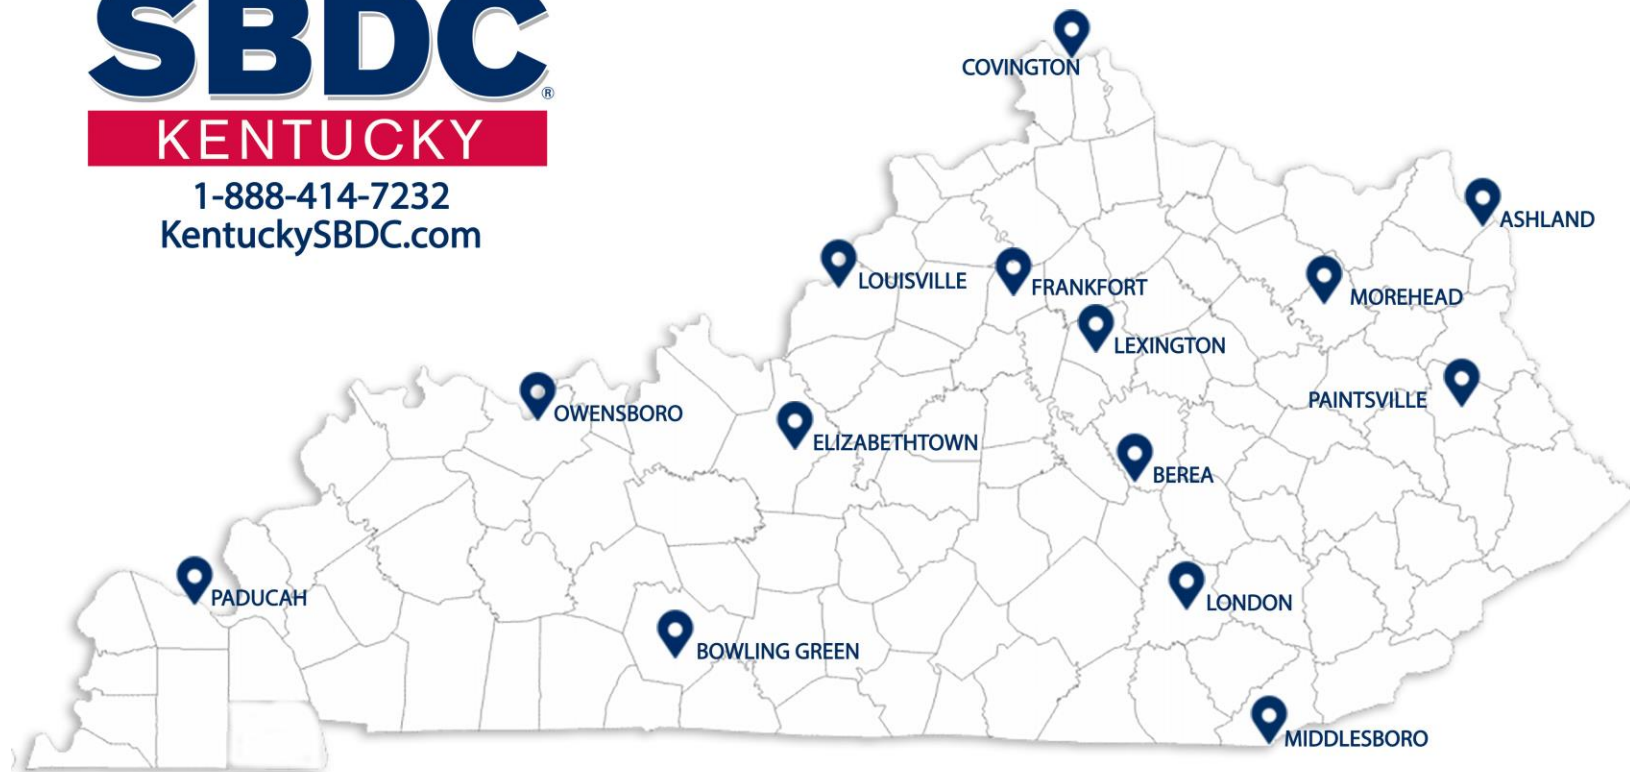 SBDC®
KENTUCKY
1-888-414-7232
KentuckySBDC.com
COVINGTON
ASHLAND
LOUISVILLE
FRANKFORT
MOREHEAD
LEXINGTON
PAINTSVILLE
OWENSBORO
ELIZABETHTOWN
BEREA
PADUCAH
LONDON
BOWLING GREEN
MIDDLESBORO